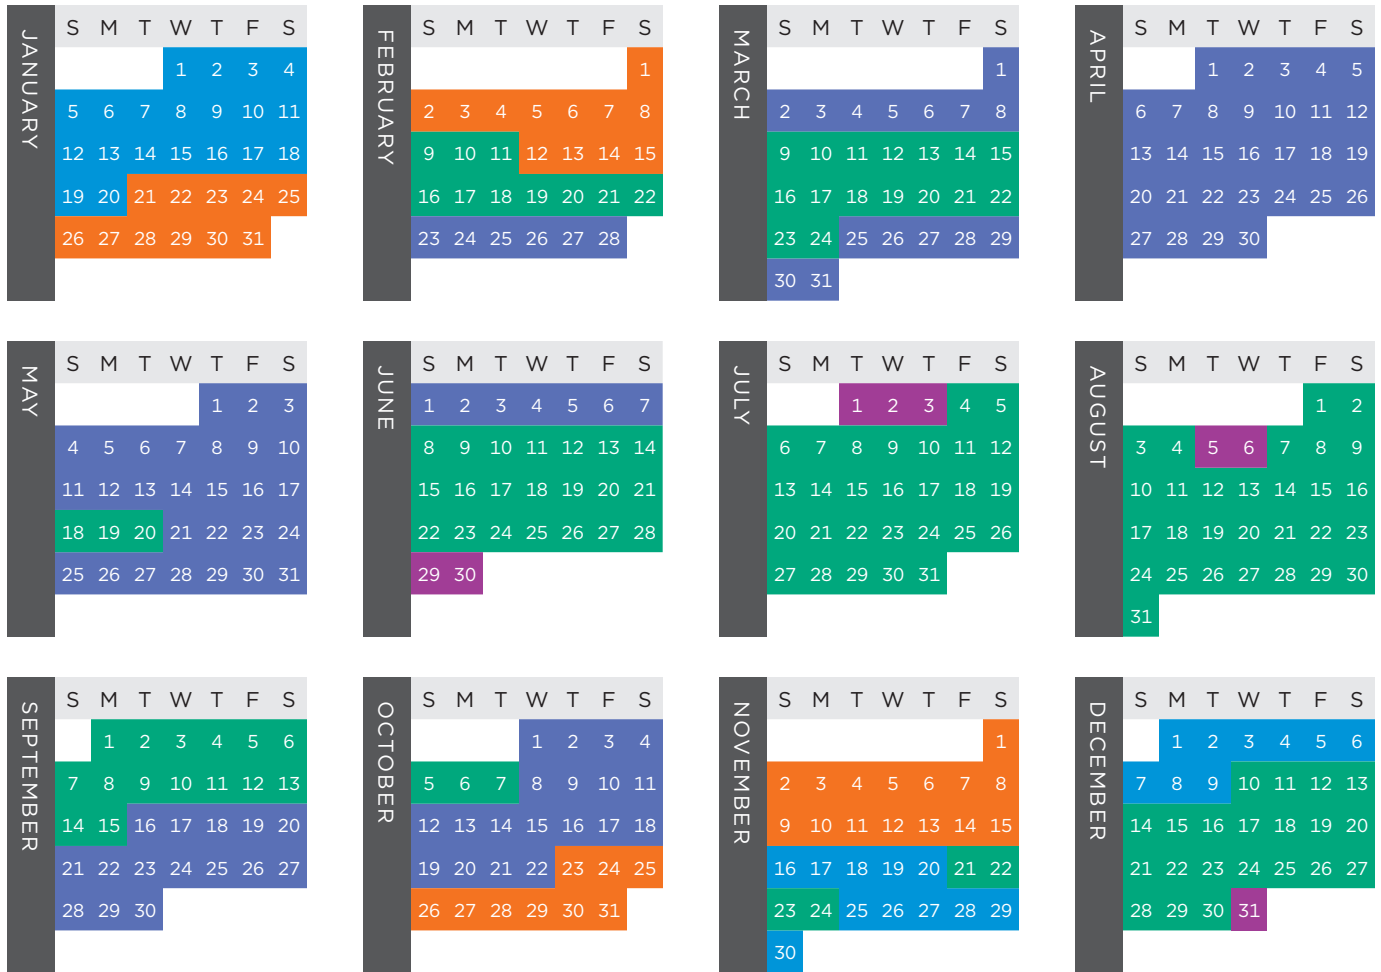 JANUARY
S M T W T F S
1 2 3 4
5 6 7 8 9 10 11
12 13 14 15 16 17 18
19 20 21 22 23 24 25
26 27 28 29 30 31
FEBRUARY
S M T W T F S
1
2 3 4 5 6 7 8
9 10 11 12 13 14 15
16 17 18 19 20 21 22
23 24 25 26 27 28
MARCH
S M T W T F S
1
2 3 4 5 6 7 8
9 10 11 12 13 14 15
16 17 18 19 20 21 22
23 24 25 26 27 28 29
30 31
APRIL
S M T W T F S
1 2 3 4 5
6 7 8 9 10 11 12
13 14 15 16 17 18 19
20 21 22 23 24 25 26
27 28 29 30
MAY
S M T W T F S
1 2 3
4 5 6 7 8 9 10
11 12 13 14 15 16 17
18 19 20 21 22 23 24
25 26 27 28 29 30 31
JUNE
S M T W T F S
1 2 3 4 5 6 7
8 9 10 11 12 13 14
15 16 17 18 19 20 21
22 23 24 25 26 27 28
29 30
JULY
S M T W T F S
1 2 3 4 5
6 7 8 9 10 11 12
13 14 15 16 17 18 19
20 21 22 23 24 25 26
27 28 29 30 31
AUGUST
S M T W T F S
1 2
3 4 5 6 7 8 9
10 11 12 13 14 15 16
17 18 19 20 21 22 23
24 25 26 27 28 29 30
31
SEPTEMBER
S M T W T F S
1 2 3 4 5 6
7 8 9 10 11 12 13
14 15 16 17 18 19 20
21 22 23 24 25 26 27
28 29 30
OCTOBER
S M T W T F S
1 2 3 4
5 6 7 8 9 10 11
12 13 14 15 16 17 18
19 20 21 22 23 24 25
26 27 28 29 30 31
NOVEMBER
S M T W T F S
1
2 3 4 5 6 7 8
9 10 11 12 13 14 15
16 17 18 19 20 21 22
23 24 25 26 27 28 29
30
DECEMBER
S M T W T F S
1 2 3 4 5 6
7 8 9 10 11 12 13
14 15 16 17 18 19 20
21 22 23 24 25 26 27
28 29 30 31